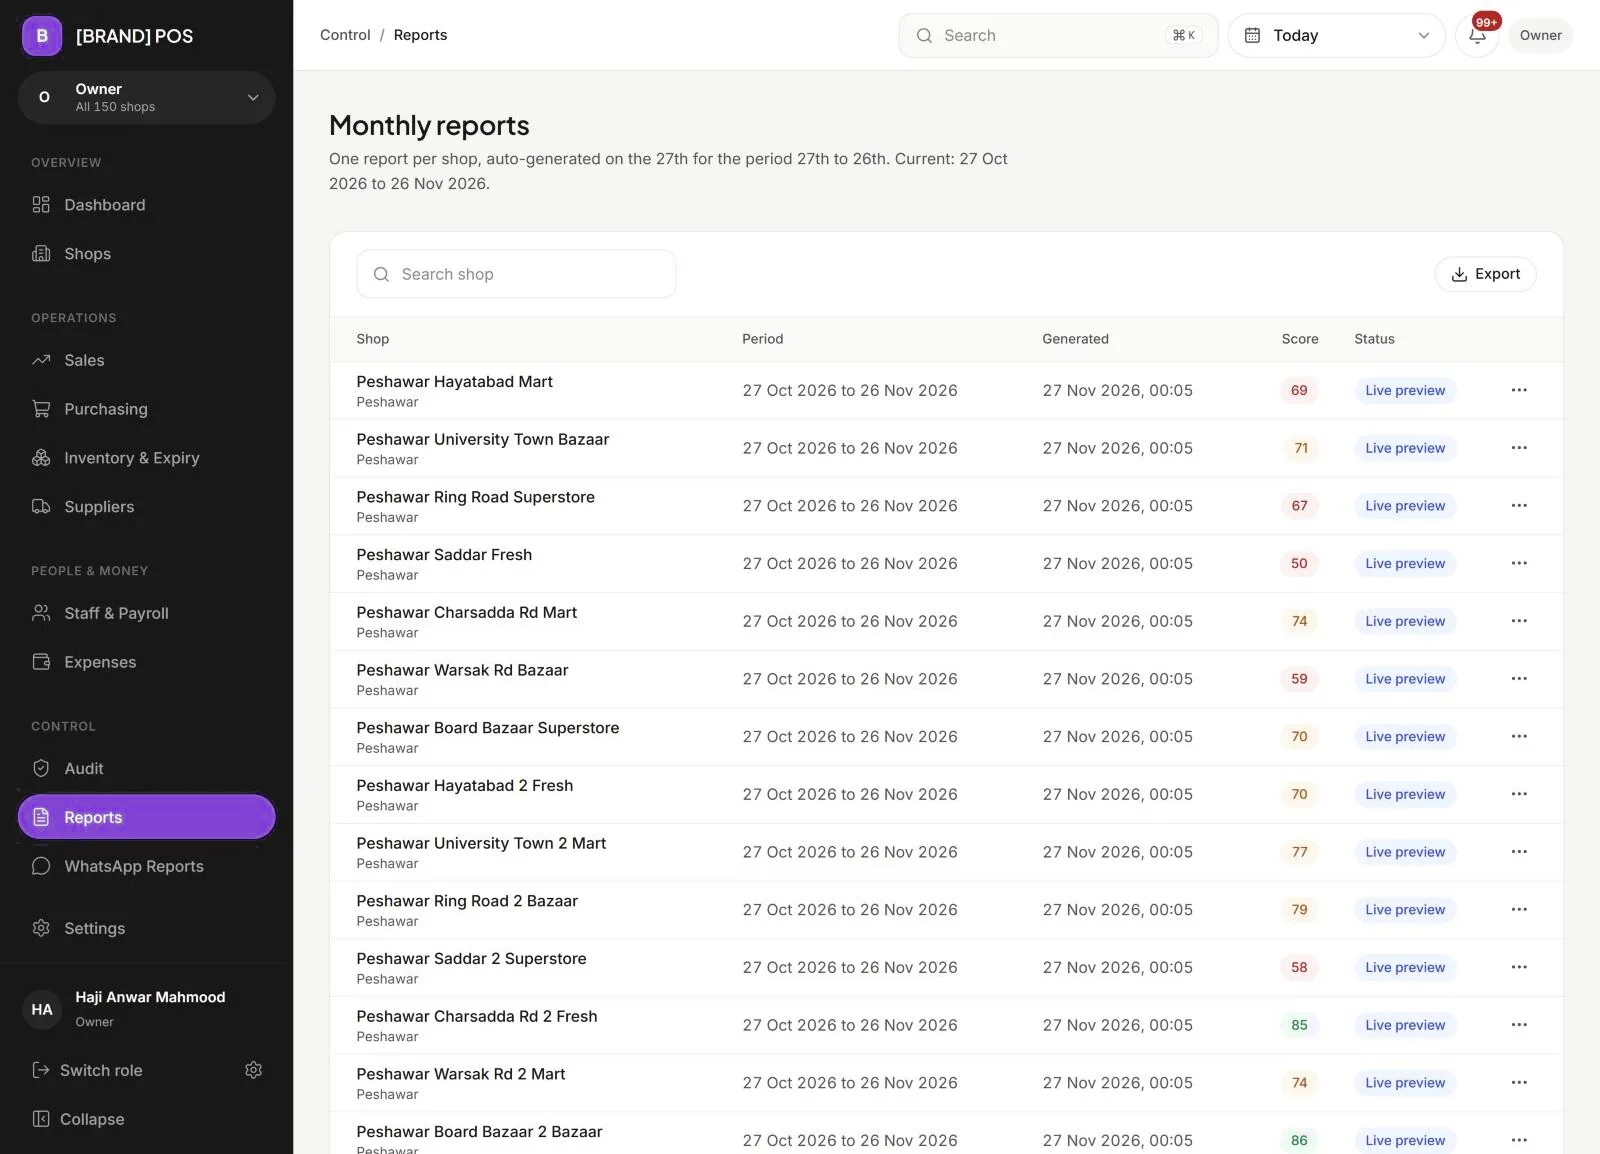 B
[BRAND] POS
O
Owner
All 150 shops
OVERVIEW
Dashboard
Shops
OPERATIONS
Sales
Purchasing
Inventory & Expiry
Suppliers
PEOPLE & MONEY
Staff & Payroll
Expenses
CONTROL
Audit
Reports
WhatsApp Reports
Settings
HA
Haji Anwar Mahmood
Owner
Switch role
Collapse
Control / Reports
Search
⌘ K
Today
99+
Owner
Monthly reports
One report per shop, auto-generated on the 27th for the period 27th to 26th. Current: 27 Oct
2026 to 26 Nov 2026.
Search shop
Export
Shop Period Generated Score Status
Peshawar Hayatabad Mart
Peshawar
27 Oct 2026 to 26 Nov 2026 27 Nov 2026, 00:05 69 Live preview
Peshawar University Town Bazaar
Peshawar
27 Oct 2026 to 26 Nov 2026 27 Nov 2026, 00:05 71 Live preview
Peshawar Ring Road Superstore
Peshawar
27 Oct 2026 to 26 Nov 2026 27 Nov 2026, 00:05 67 Live preview
Peshawar Saddar Fresh
Peshawar
27 Oct 2026 to 26 Nov 2026 27 Nov 2026, 00:05 50 Live preview
Peshawar Charsadda Rd Mart
Peshawar
27 Oct 2026 to 26 Nov 2026 27 Nov 2026, 00:05 74 Live preview
Peshawar Warsak Rd Bazaar
Peshawar
27 Oct 2026 to 26 Nov 2026 27 Nov 2026, 00:05 59 Live preview
Peshawar Board Bazaar Superstore
Peshawar
27 Oct 2026 to 26 Nov 2026 27 Nov 2026, 00:05 70 Live preview
Peshawar Hayatabad 2 Fresh
Peshawar
27 Oct 2026 to 26 Nov 2026 27 Nov 2026, 00:05 70 Live preview
Peshawar University Town 2 Mart
Peshawar
27 Oct 2026 to 26 Nov 2026 27 Nov 2026, 00:05 77 Live preview
Peshawar Ring Road 2 Bazaar
Peshawar
27 Oct 2026 to 26 Nov 2026 27 Nov 2026, 00:05 79 Live preview
Peshawar Saddar 2 Superstore
Peshawar
27 Oct 2026 to 26 Nov 2026 27 Nov 2026, 00:05 58 Live preview
Peshawar Charsadda Rd 2 Fresh
Peshawar
27 Oct 2026 to 26 Nov 2026 27 Nov 2026, 00:05 85 Live preview
Peshawar Warsak Rd 2 Mart
Peshawar
27 Oct 2026 to 26 Nov 2026 27 Nov 2026, 00:05 74 Live preview
Peshawar Board Bazaar 2 Bazaar
Peshawar
27 Oct 2026 to 26 Nov 2026 27 Nov 2026, 00:05 86 Live preview